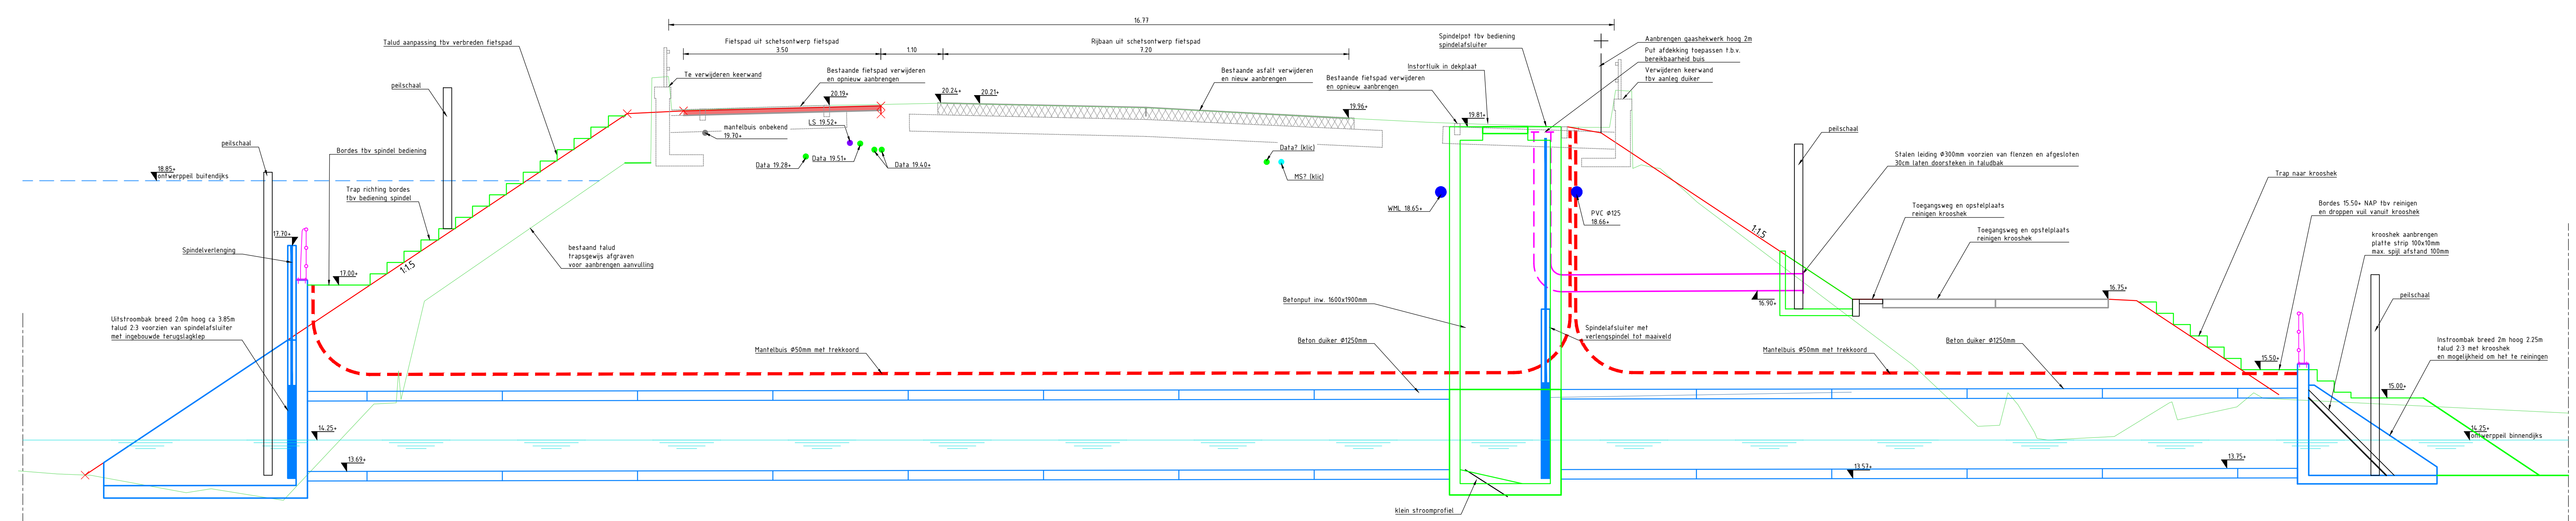 16.77
Talud aanpassing tbv verbreden fietspad
Fietspad uit schetsontwerp fietspad
3.50
1.10
Rijbaan uit schetsontwerp fietspad
7.20
Spindelpot tbv bediening
spindelafsluiter
Aanbrengen gaashekwerk hoog 2m
Put afdekking toepassen t.b.v.
bereikbaarheid buis
Verwijderen keerwand
tbv aanleg duiker
Te verwijderen keerwand
Bestaande fietspad verwijderen
en opnieuw aanbrengen
Bestaande asfalt verwijderen
en nieuw aanbrengen
Instortluik in dekplaat
Bestaande fietspad verwijderen
en opnieuw aanbrengen
peilschaal
20.19+
20.24+
20.21+
19.96+
19.81+
mantelbuis onbekend
19.70+
LS 19.52+
Data 19.28+
Data 19.51+
Data 19.40+
Data? (klic)
MS? (klic)
peilschaal
peilschaal
Bordes tbv spindel bediening
18.85+
ontwerppeil buitendijks
Trap richting bordes
tbv bediening spindel
Stalen leiding Ø300mm voorzien van flenzen en afgesloten
30cm laten doorsteken in taludbak
Trap naar krooshek
WML 18.65+
PVC Ø125
18.66+
Toegangsweg en opstelplaats
reinigen krooshek
Bordes 15.50+ NAP tbv reinigen
en droppen vuil vanuit krooshek
17.70+
Spindelverlenging
bestaand talud
trapsgewijs afgraven
voor aanbrengen aanvulling
1:1.5
1:1.5
Toegangsweg en opstelplaats
reinigen krooshek
krooshek aanbrengen
platte strip 100x10mm
max. spijl afstand 100mm
17.00+
16.90+
16.75+
peilschaal
Betonput inw. 1600x1900mm
Uitstroombak breed 2.0m hoog ca 3.85m
talud 2:3 voorzien van spindelafsluiter
met ingebouwde terugslagklep
Spindelafsluiter met
verlengspindel tot maaiveld
Beton duiker Ø1250mm
Beton duiker Ø1250mm
Instroombak breed 2m hoog 2.25m
talud 2:3 met krooshek
en mogelijkheid om het te reinigen
Mantelbuis Ø50mm met trekkoord
Mantelbuis Ø50mm met trekkoord
15.50+
15.00+
14.25+
14.25+
ontwerppeil binnendijks
13.69+
13.57+
13.75+
klein stroomprofiel